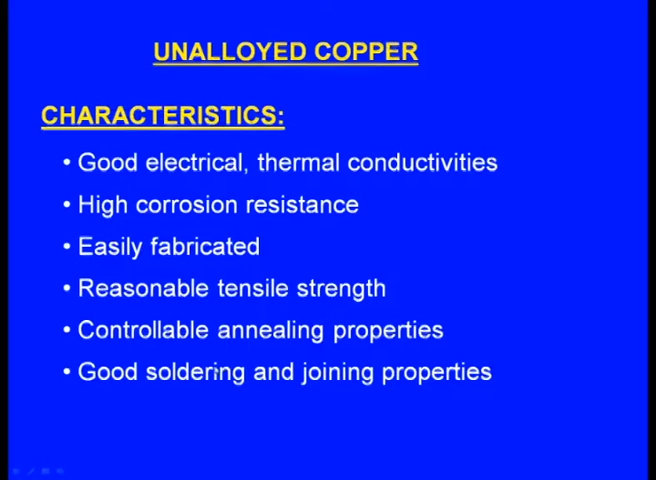 UNALLOYED COPPER
CHARACTERISTICS:
• Good electrical, thermal conductivities
• High corrosion resistance
• Easily fabricated
• Reasonable tensile strength
• Controllable annealing properties
• Good soldering and joining properties